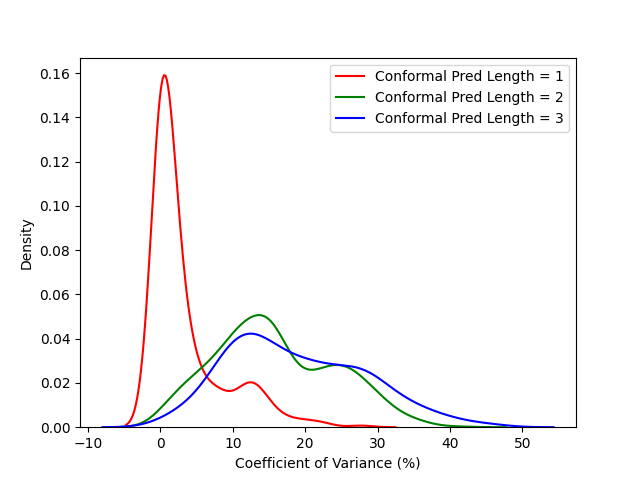 Conformal Pred Length = 1
Conformal Pred Length = 2
Conformal Pred Length = 3
0.16
0.14
0.12
0.10
0.08
0.06
0.04
0.02
0.00
Density
−10 0 10 20 30 40 50
Coefficient of Variance (%)